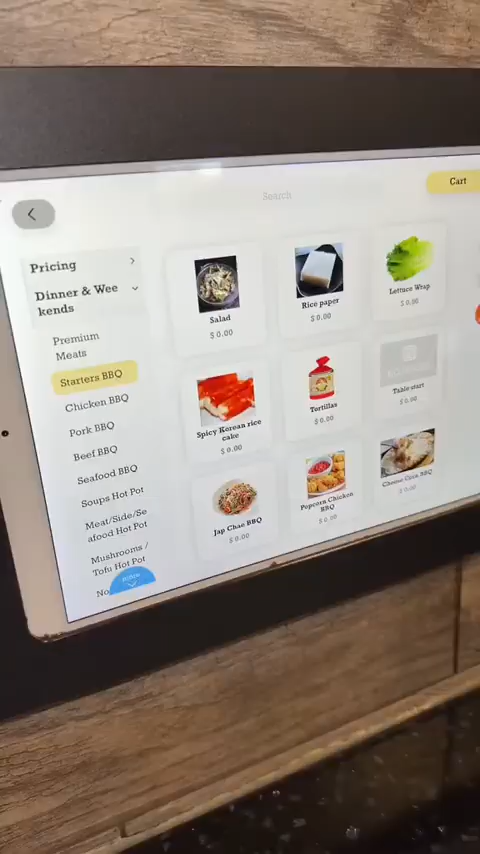 Search
Cart
Pricing
Dinner & Wee
kends
Premium
Meats
Starters BBQ
Chicken BBQ
Pork BBQ
Beef BBQ
Seafood BBQ
Soups Hot Pot
Meat/Side/Se
afood Hot Pot
Mushrooms /
Tofu Hot Pot
No
Salad
$ 0.00
Rice paper
$ 0.00
Lettuce Wrap
$ 0.00
Spicy Korean rice
cake
$ 0.00
Tortillas
$ 0.00
Table start
$ 0.00
Jap Chae BBQ
$ 0.00
Popcorn Chicken
BBQ
$ 0.00
Cheese Corn BBQ
$ 0.00